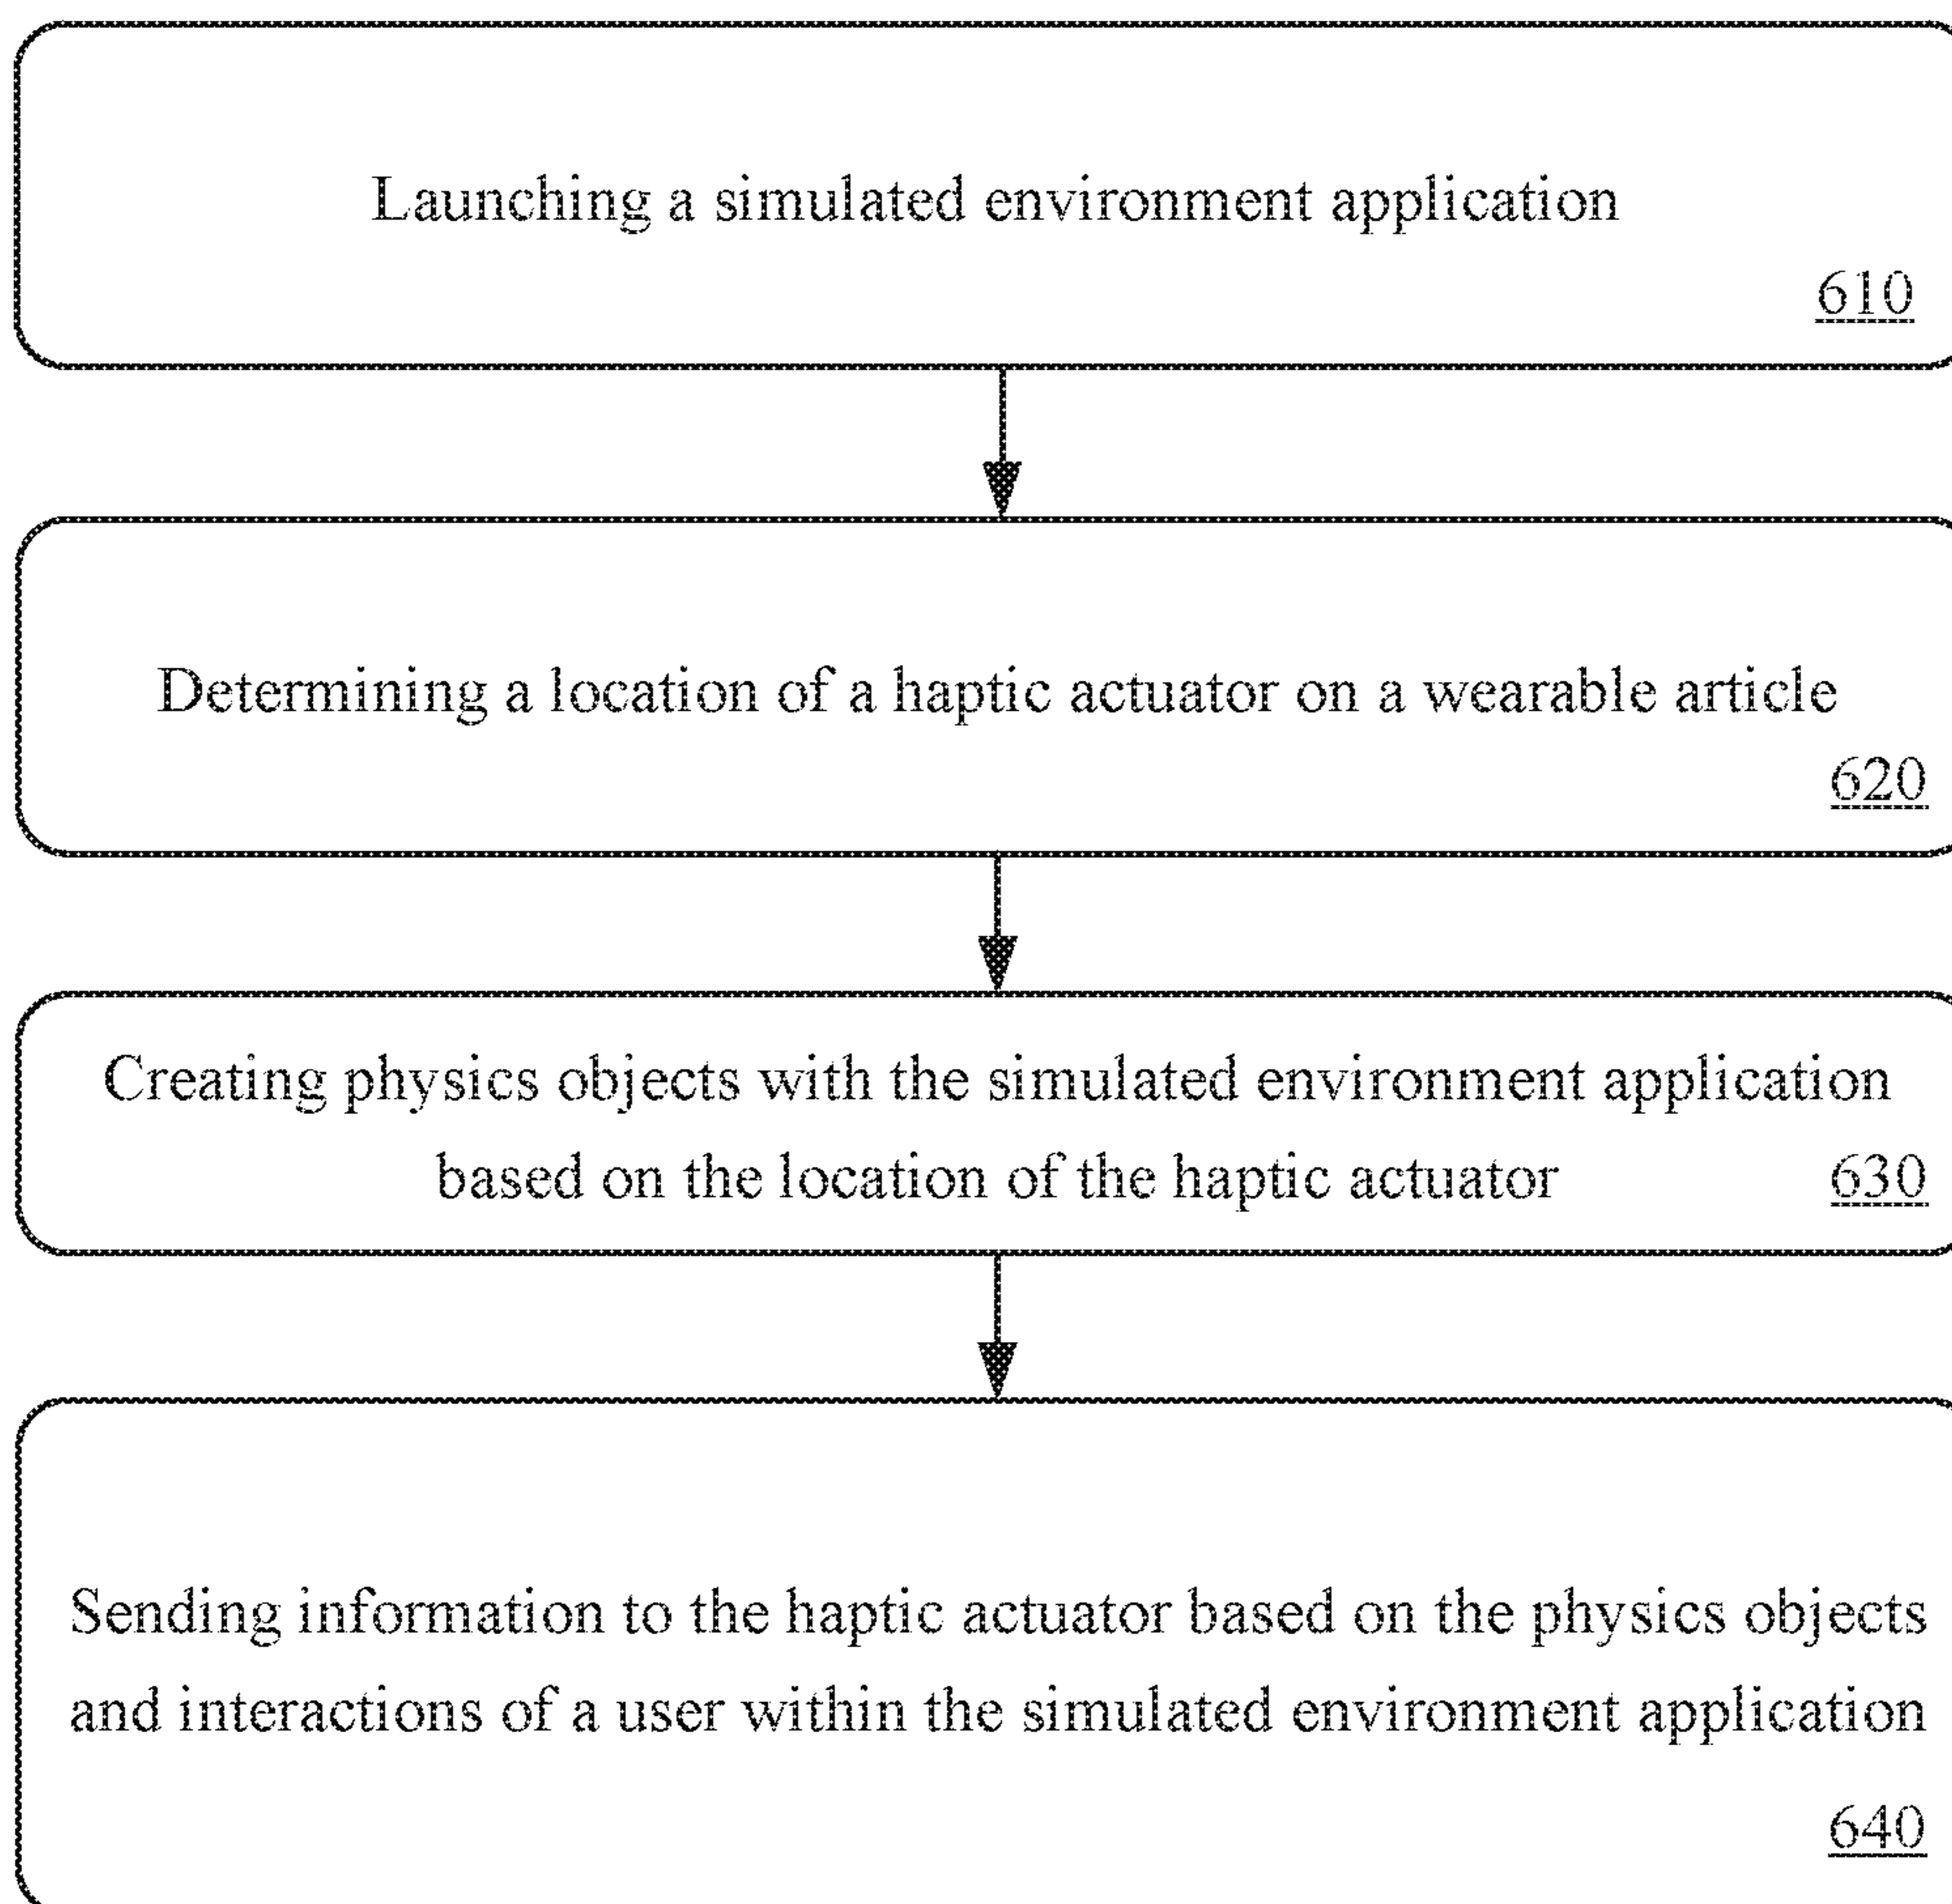 Launching a simulated environment application
610
Determining a location of a haptic actuator on a wearable article
620
Creating physics objects with the simulated environment application
based on the location of the haptic actuator 630
Sending information to the haptic actuator based on the physics objects
and interactions of a user within the simulated environment application
640